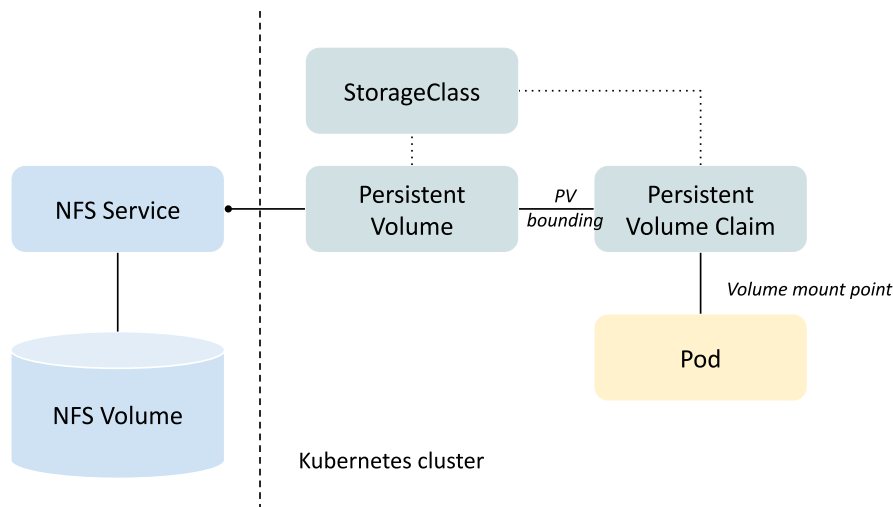 StorageClass
NFS Service
Persistent
Volume
PV
bounding
Persistent
Volume Claim
Volume mount point
Pod
NFS Volume
Kubernetes cluster